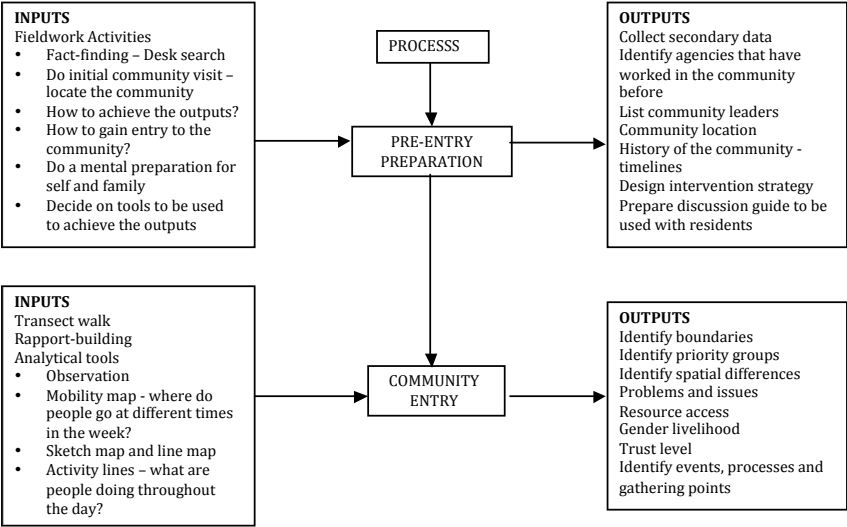 INPUTS
Fieldwork Activities
• Fact-finding – Desk search
• Do initial community visit –
locate the community
• How to achieve the outputs?
• How to gain entry to the
community?
• Do a mental preparation for
self and family
• Decide on tools to be used
to achieve the outputs
PROCESSS
PRE-ENTRY
PREPARATION
OUTPUTS
Collect secondary data
Identify agencies that have
worked in the community
before
List community leaders
Community location
History of the community -
timelines
Design intervention strategy
Prepare discussion guide to be
used with residents
INPUTS
Transect walk
Rapport-building
Analytical tools
• Observation
• Mobility map - where do
people go at different times
in the week?
• Sketch map and line map
• Activity lines – what are
people doing throughout
the day?
COMMUNITY
ENTRY
OUTPUTS
Identify boundaries
Identify priority groups
Identify spatial differences
Problems and issues
Resource access
Gender livelihood
Trust level
Identify events, processes and
gathering points